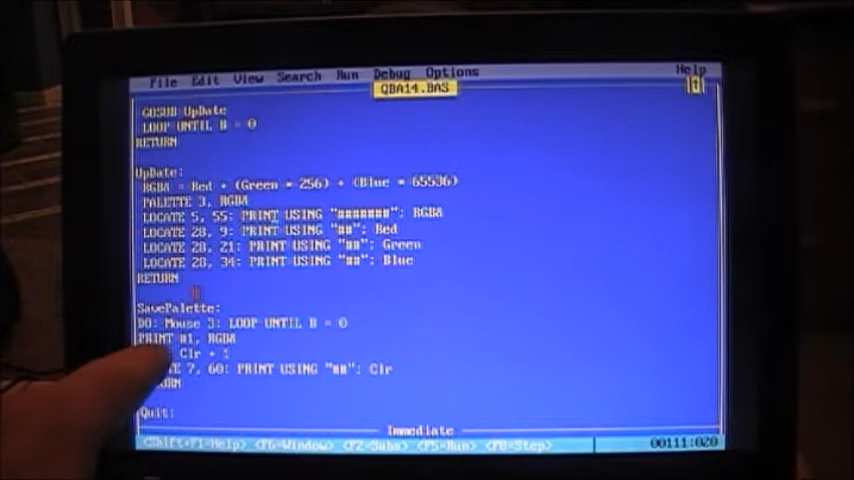 File Edit View Search Run Debug Options Help
QBA14.BAS
GOSUB UpDate
LOOP UNTIL B = 0
RETURN
UpDate:
RGB& = Red + (Green * 256) + (Blue * 65536)
PALETTE 3, RGB&
LOCATE 5, 55: PRINT USING "#######"; RGB&
LOCATE 28, 9: PRINT USING "##"; Red
LOCATE 28, 21: PRINT USING "##"; Green
LOCATE 28, 34: PRINT USING "##"; Blue
RETURN
SavePalette:
DO: Mouse 3: LOOP UNTIL B = 0
PRINT #1, RGB&
Clr + 1
7, 60: PRINT USING "##"; Clr
Quit:
Immediate
<Shift+F1=Help> <F6=Window> <F2=Subs> <F5=Run> <F8=Step> 00111:020